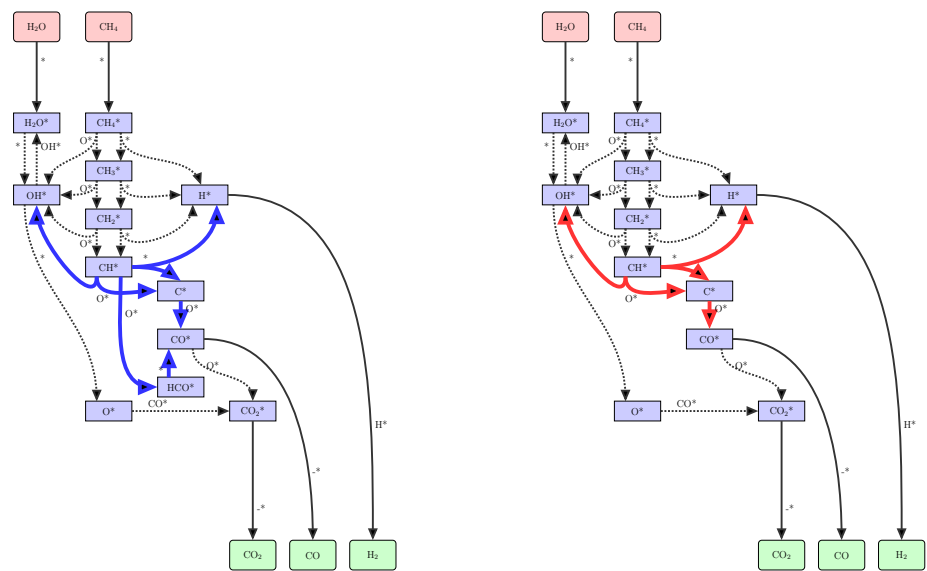 H₂O CH₄ H₂O CH₄
* * * *
H₂O* CH₄* H₂O* CH₄*
* OH* O* * * OH* O* *
CH₃* CH₃*
O* * O* *
OH* H* OH* H*
CH₂* CH₂*
O* * O* *
* * * *
CH* CH*
O* C* O* C*
O* O* O*
CO* CO*
* O* O*
HCO*
CO* CO*
O* CO₂* O* CO₂*
H* H*
-* -*
-* -*
CO₂ CO H₂ CO₂ CO H₂